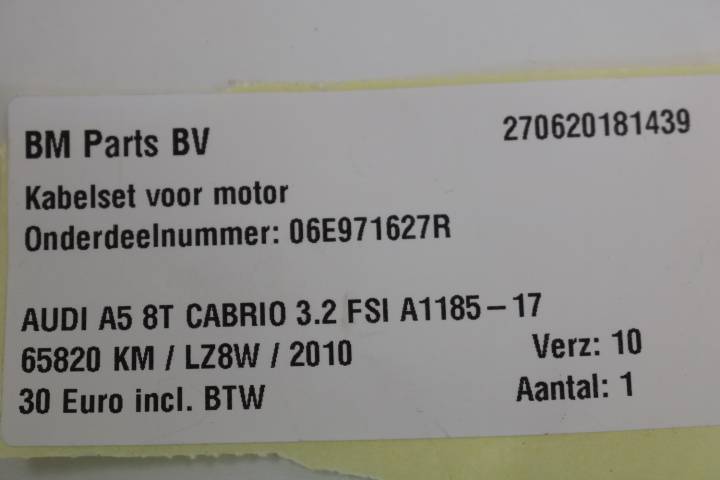 BM Parts BV 270620181439
Kabelset voor motor
Onderdeelnummer: 06E971627R
AUDI A5 8T CABRIO 3.2 FSI A1185-17
65820 KM / LZ8W / 2010 Verz: 10
30 Euro incl. BTW Aantal: 1